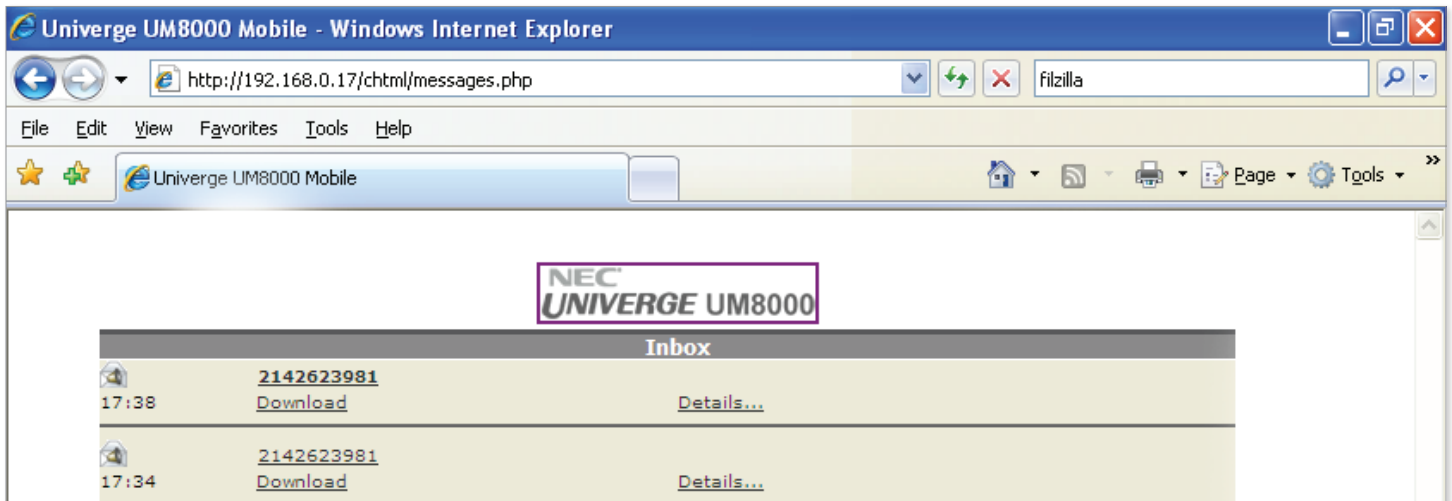 Univerge UM8000 Mobile - Windows Internet Explorer
http://192.168.0.17/chtml/messages.php filzilla
File Edit View Favorites Tools Help
Univerge UM8000 Mobile Page Tools »
NEC
UNIVERGE UM8000
Inbox
2142623981
17:38 Download Details...
2142623981
17:34 Download Details...